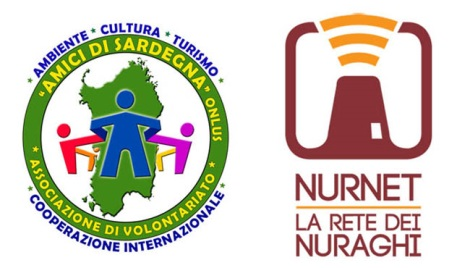 AMBIENTE * CULTURA * TURISMO
"AMICI DI SARDEGNA" ONLUS
* ASSOCIAZIONE DI VOLONTARIATO *
* COOPERAZIONE INTERNAZIONALE *
NURNET
LA RETE DEI
NURAGHI